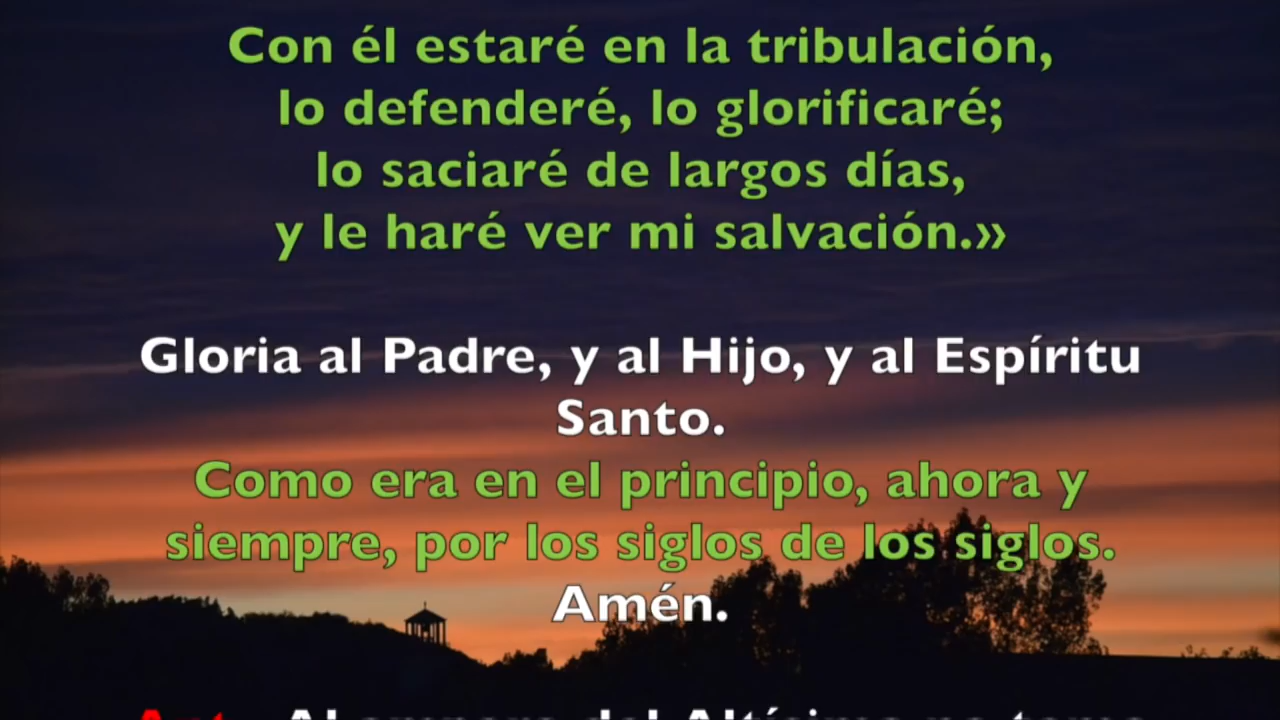 Con él estaré en la tribulación,
lo defenderé, lo glorificaré;
lo saciaré de largos días,
y le haré ver mi salvación.»
Gloria al Padre, y al Hijo, y al Espíritu
Santo.
Como era en el principio, ahora y
siempre, por los siglos de los siglos.
Amén.